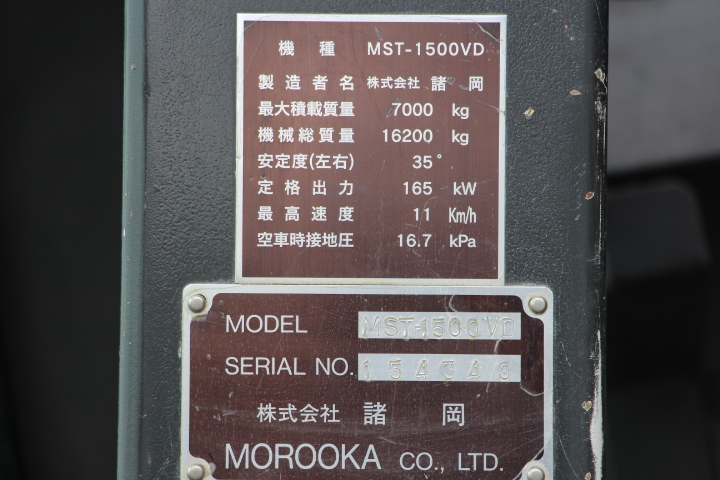 機種 MST-1500VD
製造者名 株式会社 諸岡
最大積載質量 7000 kg
機械総質量 16200 kg
安定度(左右) 35°
定格出力 165 kW
最高速度 11 Km/h
空車時接地圧 16.7 kPa
MODEL MST-1500VD
SERIAL NO. 154348
株式会社 諸岡
MOROOKA CO., LTD.